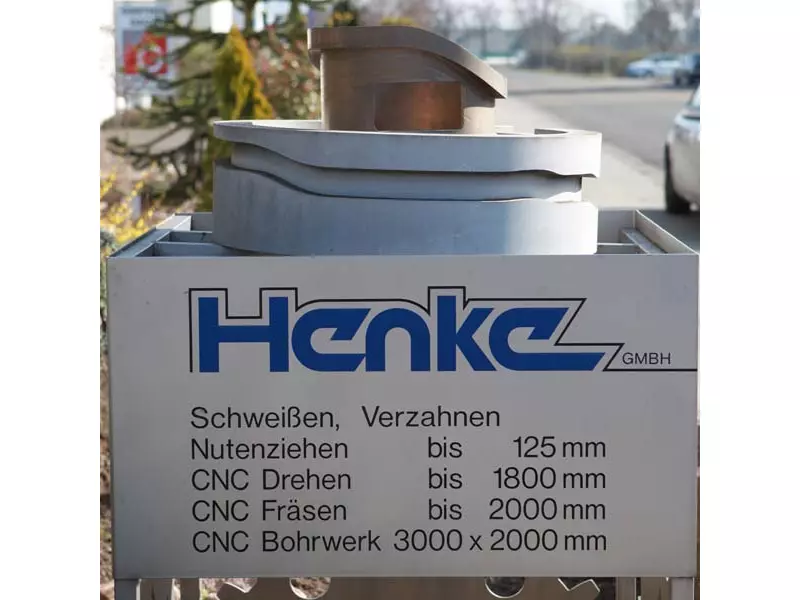 Henke
GMBH
Schweißen, Verzahnen
Nutenziehen bis 125 mm
CNC Drehen bis 1800 mm
CNC Fräsen bis 2000 mm
CNC Bohrwerk 3000 x 2000 mm